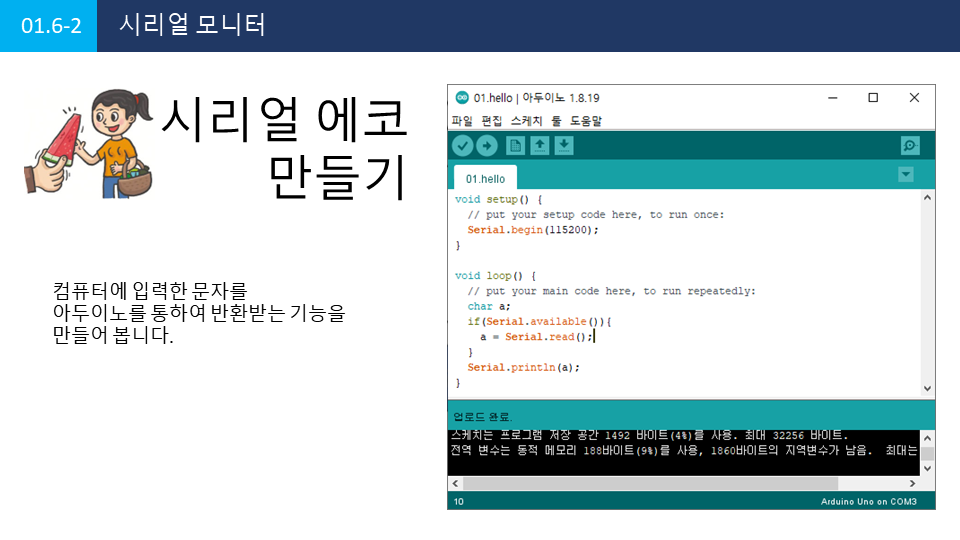 01.6-2 시리얼 모니터
시리얼 에코
만들기
컴퓨터에 입력한 문자를
아두이노를 통하여 반환받는 기능을
만들어 봅니다.
01.hello | 아두이노 1.8.19
파일 편집 스케치 툴 도움말
01.hello
void setup() {
  // put your setup code here, to run once:
  Serial.begin(115200);
}
void loop() {
  // put your main code here, to run repeatedly:
  char a;
  if(Serial.available()){
    a = Serial.read();
  }
  Serial.println(a);
}
업로드 완료.
스케치는 프로그램 저장 공간 1492 바이트(4%)를 사용. 최대 32256 바이트.
전역 변수는 동적 메모리 188바이트(9%)를 사용, 1860바이트의 지역변수가 남음.  최대는
10 Arduino Uno on COM3